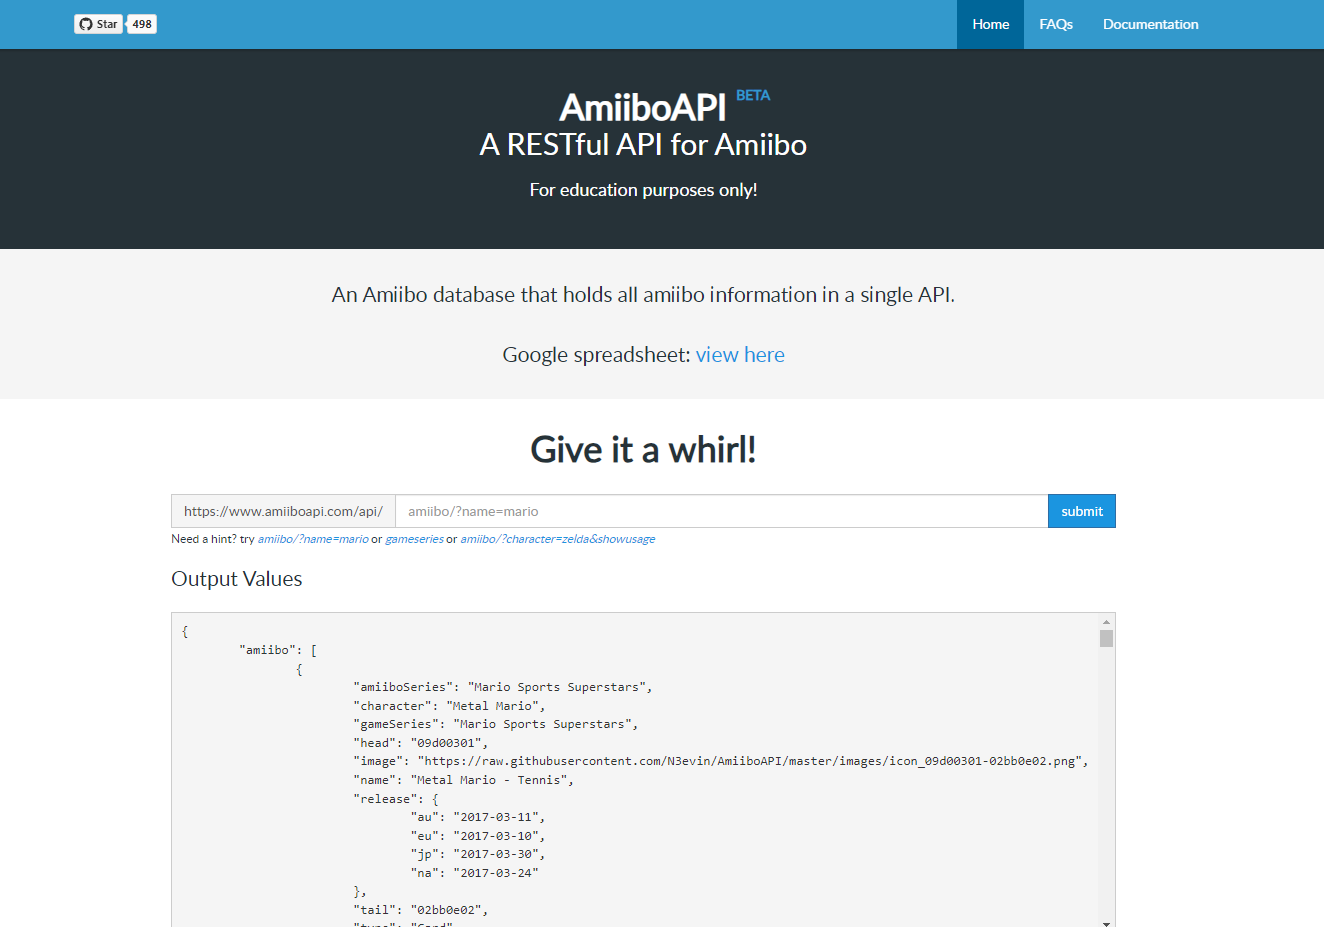 Star 498 Home FAQs Documentation
AmiiboAPI BETA
A RESTful API for Amiibo
For education purposes only!
An Amiibo database that holds all amiibo information in a single API.
Google spreadsheet: view here
Give it a whirl!
https://www.amiiboapi.com/api/ amiibo/?name=mario submit
Need a hint? try amiibo/?name=mario or gameseries or amiibo/?character=zelda&showusage
Output Values
{
"amiibo": [
{
"amiiboSeries": "Mario Sports Superstars",
"character": "Metal Mario",
"gameSeries": "Mario Sports Superstars",
"head": "09d00301",
"image": "https://raw.githubusercontent.com/N3evin/AmiiboAPI/master/images/icon_09d00301-02bb0e02.png",
"name": "Metal Mario - Tennis",
"release": {
"au": "2017-03-11",
"eu": "2017-03-10",
"jp": "2017-03-30",
"na": "2017-03-24"
},
"tail": "02bb0e02",
"type": "Card"